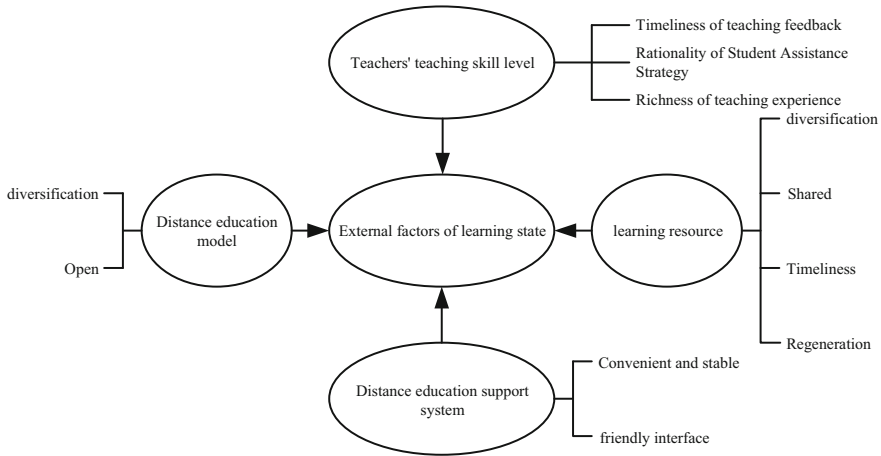 Timeliness of teaching feedback
Teachers' teaching skill level
Rationality of Student Assistance
Strategy
Richness of teaching experience
diversification
diversification
Shared
Distance education
model
External factors of learning state
learning resource
Open
Timeliness
Regeneration
Convenient and stable
Distance education support
system
friendly interface